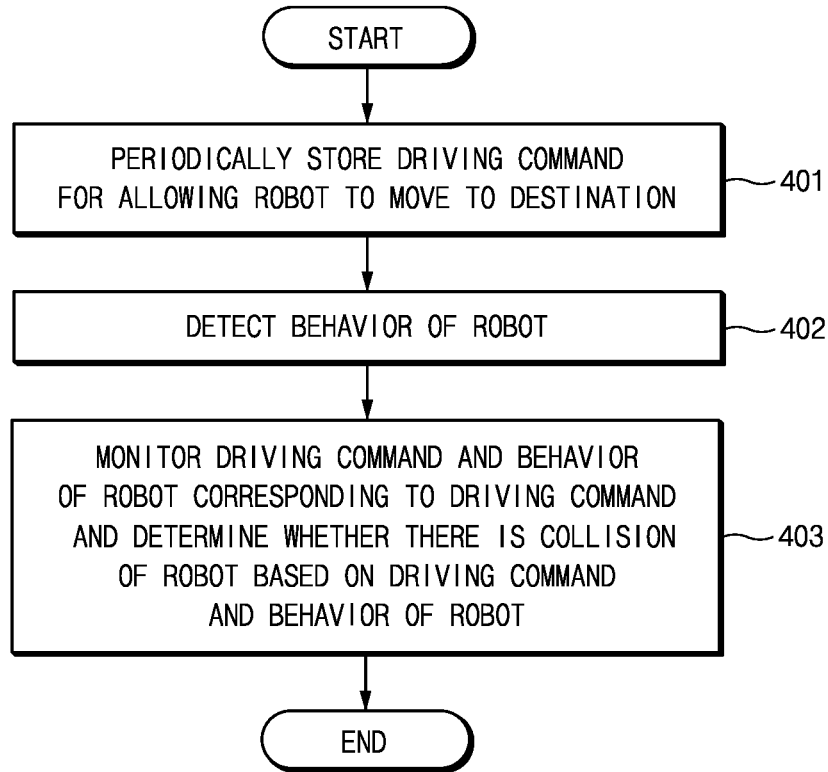 START
PERIODICALLY STORE DRIVING COMMAND
FOR ALLOWING ROBOT TO MOVE TO DESTINATION
401
DETECT BEHAVIOR OF ROBOT
402
MONITOR DRIVING COMMAND AND BEHAVIOR
OF ROBOT CORRESPONDING TO DRIVING COMMAND
AND DETERMINE WHETHER THERE IS COLLISION
OF ROBOT BASED ON DRIVING COMMAND
AND BEHAVIOR OF ROBOT
403
END